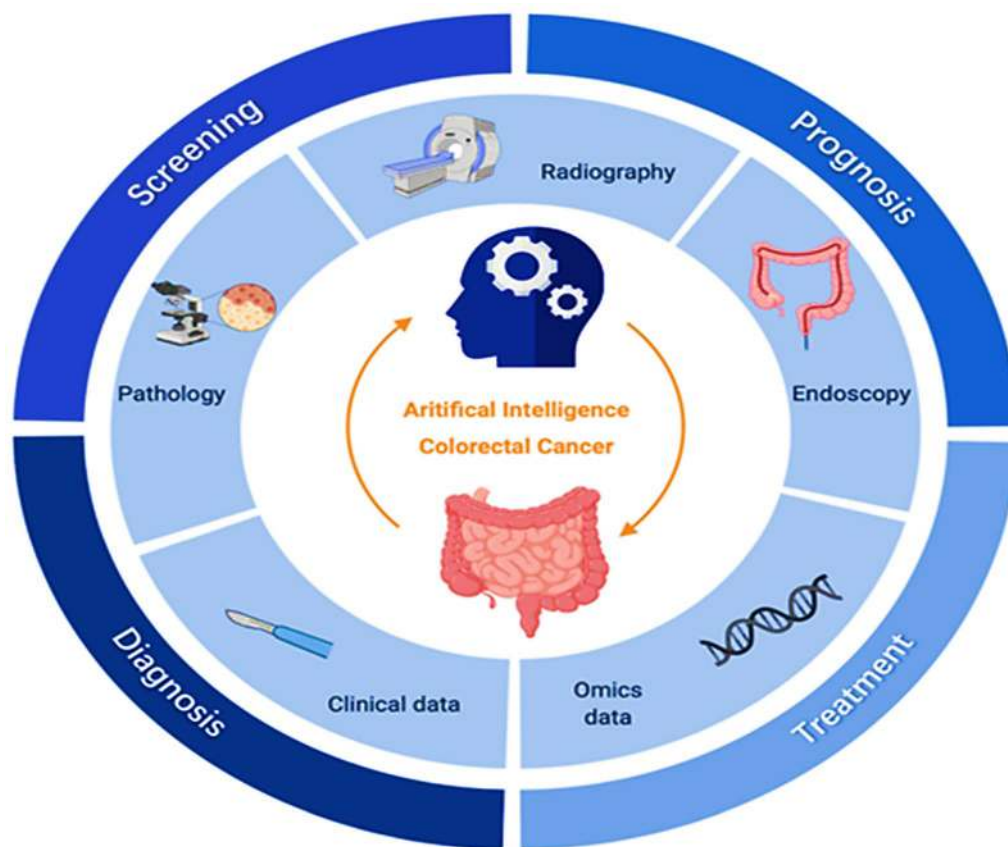 Screening
Prognosis
Radiography
Pathology
Endoscopy
Aritifical Intelligence
Colorectal Cancer
Diagnosis
Clinical data
Omics
data
Treatment